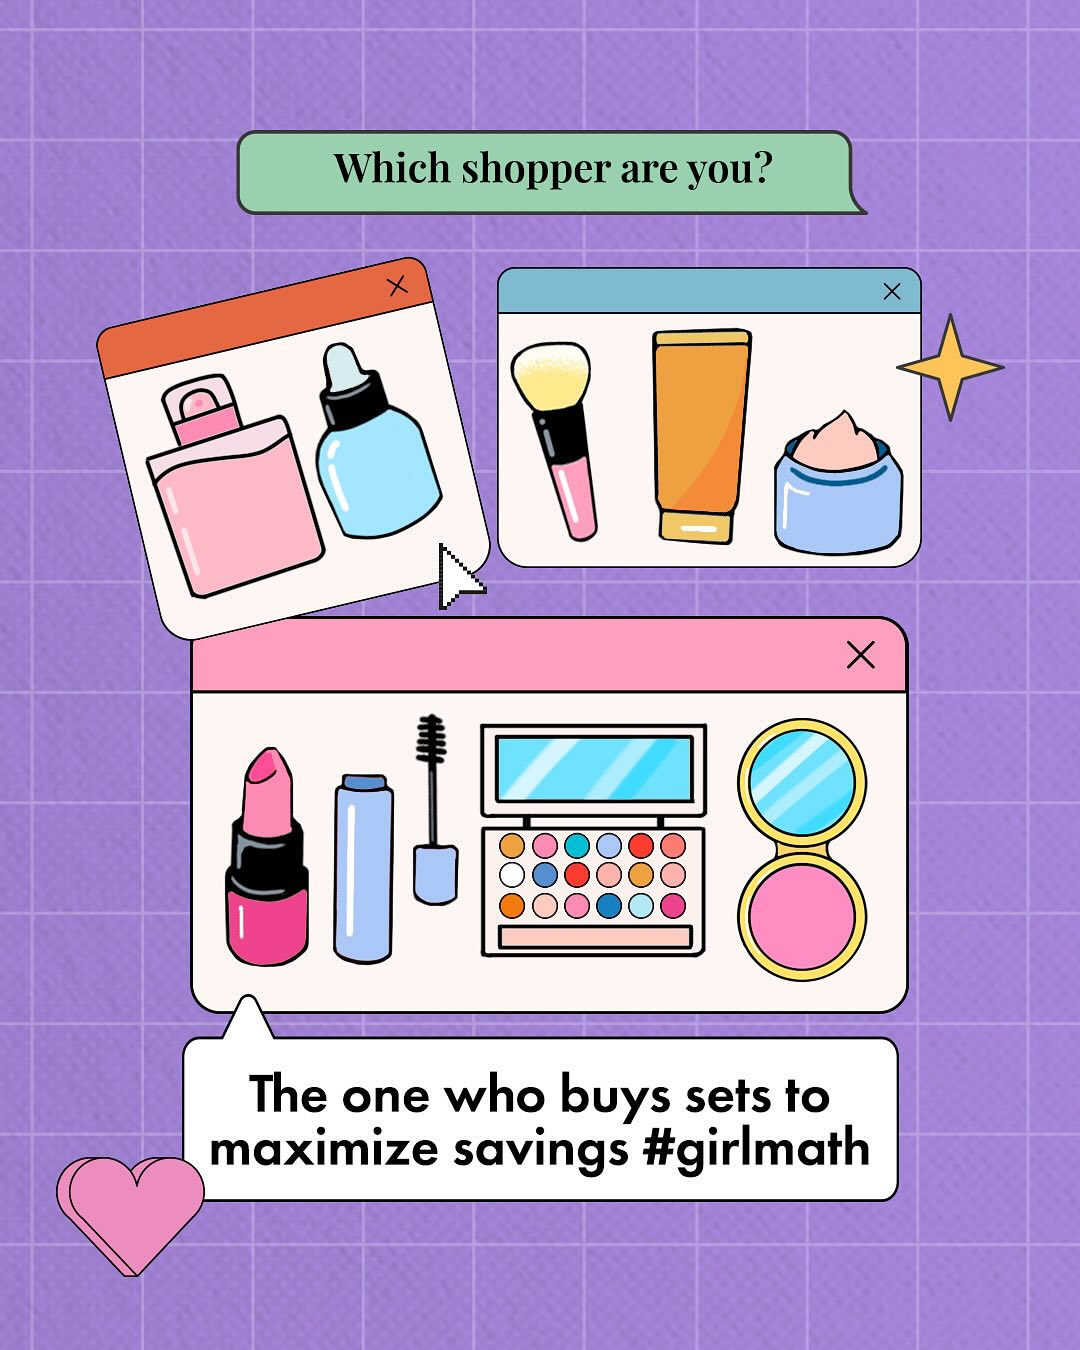 Which shopper are you?
The one who buys sets to
maximize savings #girlmath